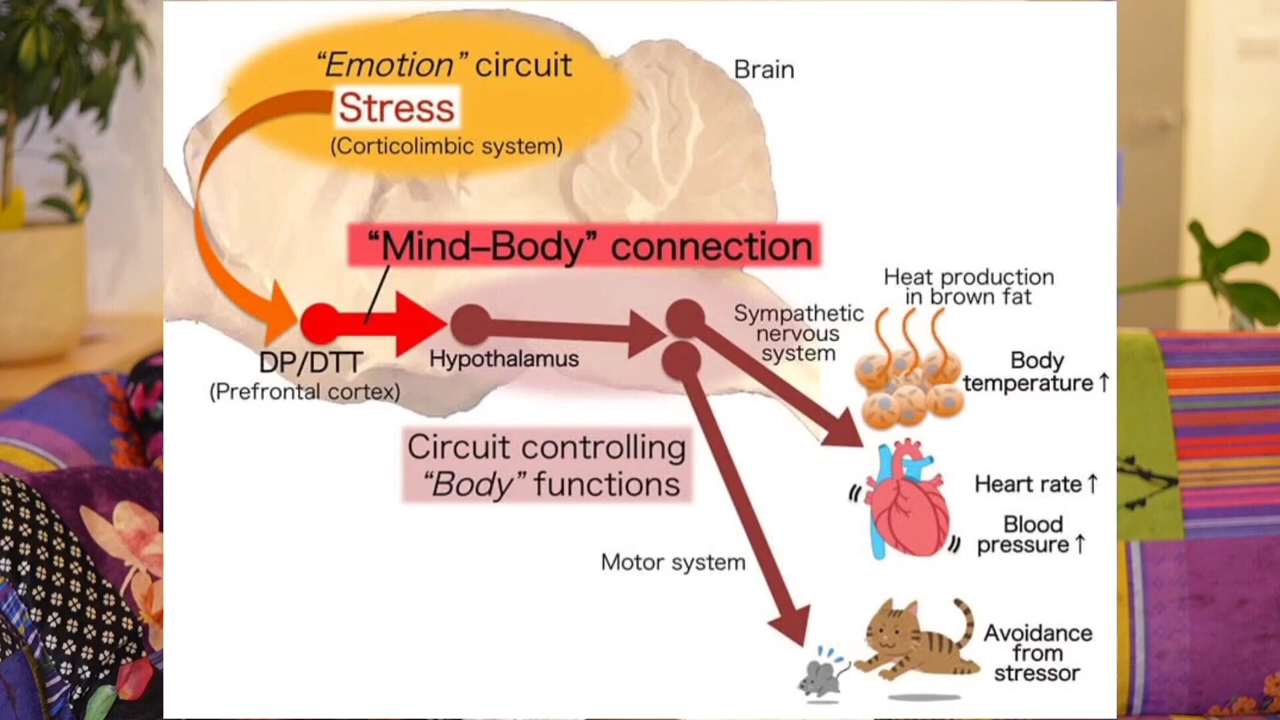 “Emotion” circuit
Stress
(Corticolimbic system)
Brain
“Mind–Body” connection
Heat production
in brown fat
Sympathetic
nervous
system
DP/DTT
(Prefrontal cortex)
Hypothalamus
Body
temperature↑
Circuit controlling
“Body” functions
Heart rate↑
Blood
pressure↑
Motor system
Avoidance
from
stressor